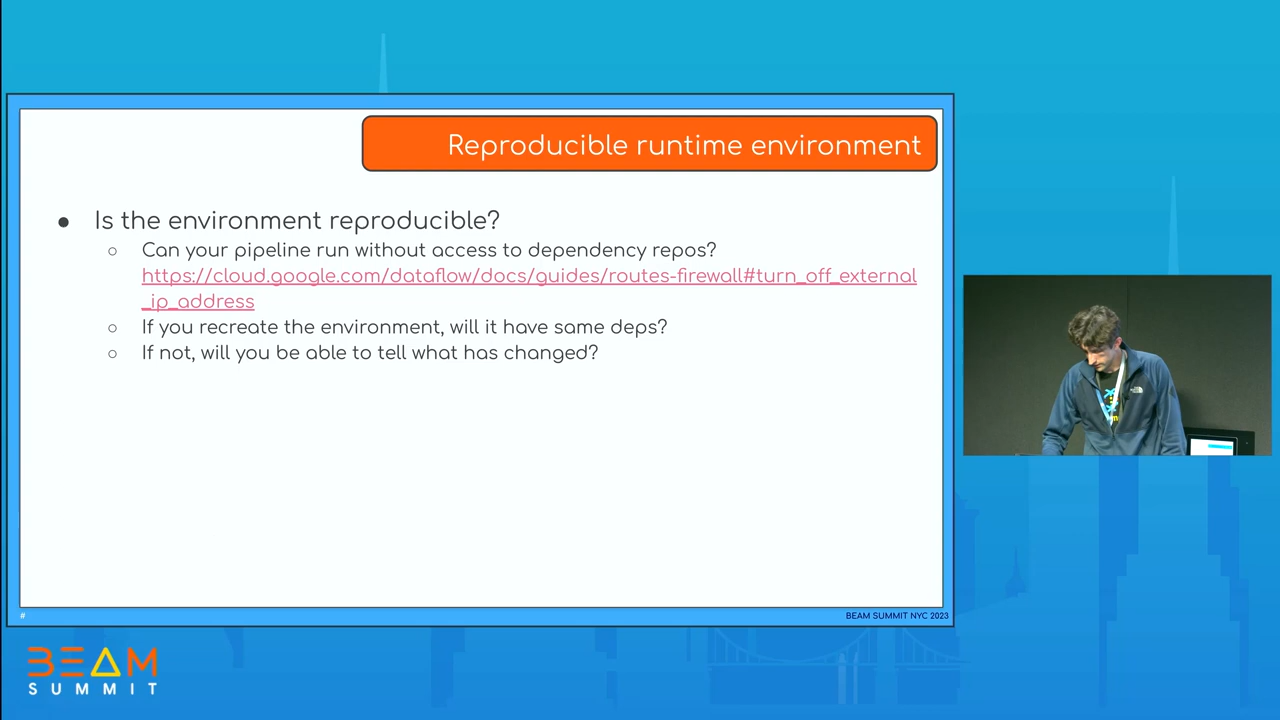 Reproducible runtime environment
● Is the environment reproducible?
○ Can your pipeline run without access to dependency repos?
https://cloud.google.com/dataflow/docs/guides/routes-firewall#turn_off_external
_ip_address
○ If you recreate the environment, will it have same deps?
○ If not, will you be able to tell what has changed?
#
BEAM SUMMIT NYC 2023
BEAM
SUMMIT